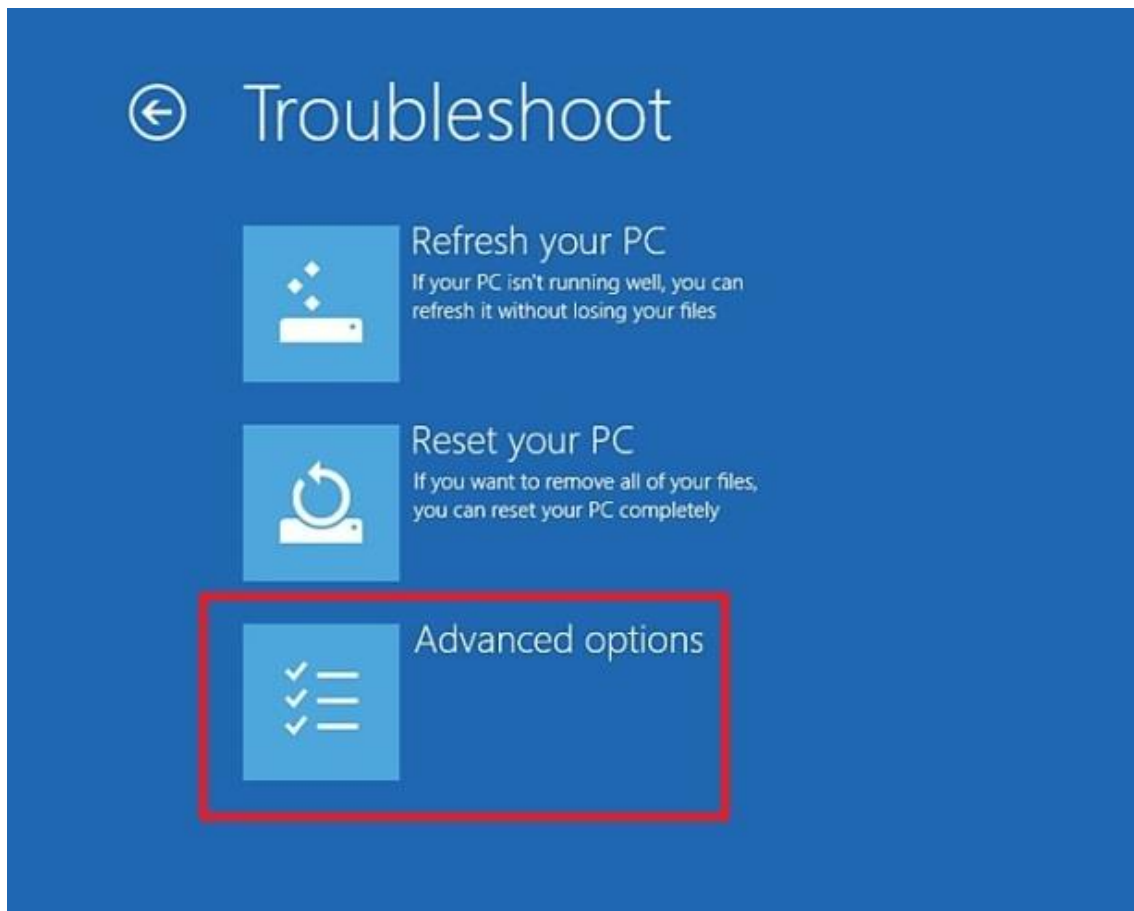 Troubleshoot
Refresh your PC
If your PC isn't running well, you can
refresh it without losing your files
Reset your PC
If you want to remove all of your files,
you can reset your PC completely
Advanced options